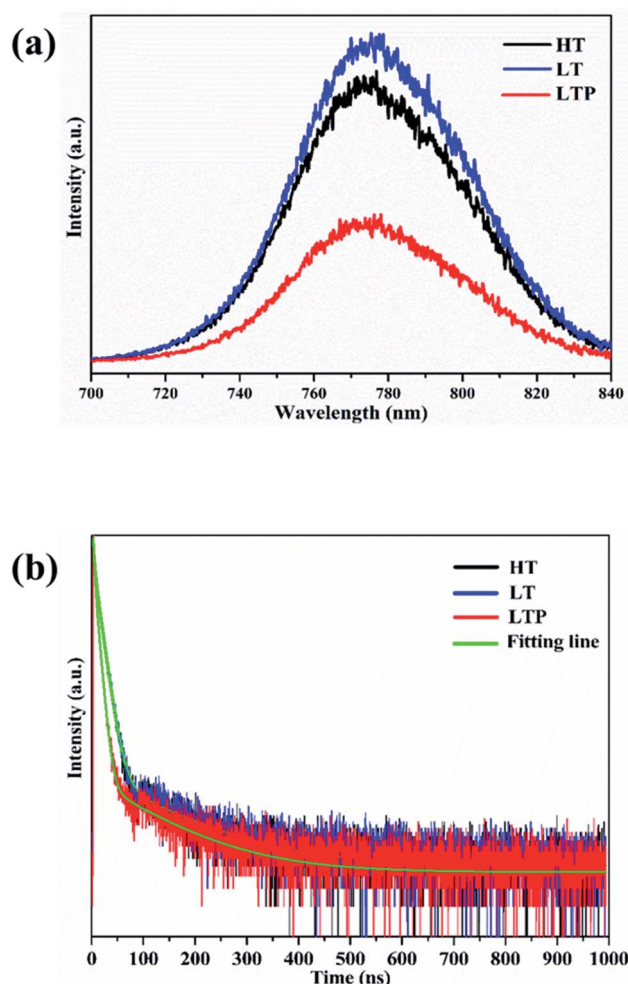 (a)
HT
LT
LTP
Intensity (a.u.)
700 720 740 760 780 800 820 840
Wavelength (nm)
(b)
HT
LT
LTP
Fitting line
Intensity (a.u.)
0 100 200 300 400 500 600 700 800 900 1000
Time (ns)